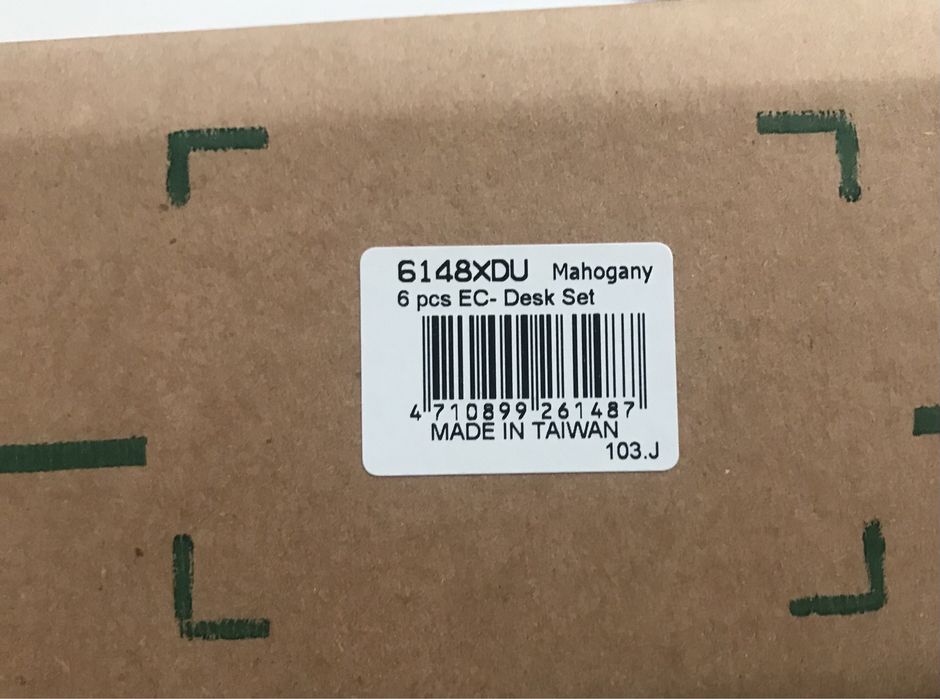 6148XDU Mahogany
6 pcs EC- Desk Set
4 710899 261487
MADE IN TAIWAN
103.J